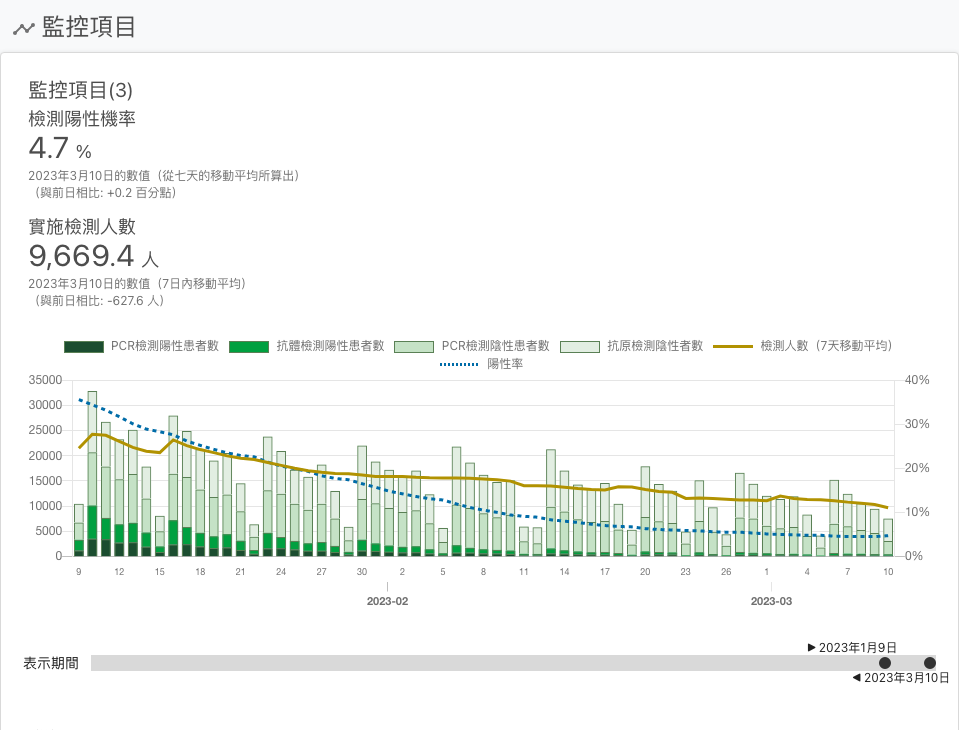 監控項目
監控項目(3)
檢測陽性機率
4.7 %
2023年3月10日的數值（從七天的移動平均所算出）
（與前日相比: +0.2 百分點）
實施檢測人數
9,669.4 人
2023年3月10日的數值（7日內移動平均）
（與前日相比: -627.6 人）
PCR檢測陽性患者數 抗體檢測陽性患者數 PCR檢測陰性患者數 抗原檢測陰性者數 檢測人數（7天移動平均）
陽性率
35000 40%
30000
25000 30%
20000
15000 20%
10000 10%
5000
0 0%
9 12 15 18 21 24 27 30 2 5 8 11 14 17 20 23 26 1 4 7 10
2023-02 2023-03
▶ 2023年1月9日
表示期間
◀ 2023年3月10日